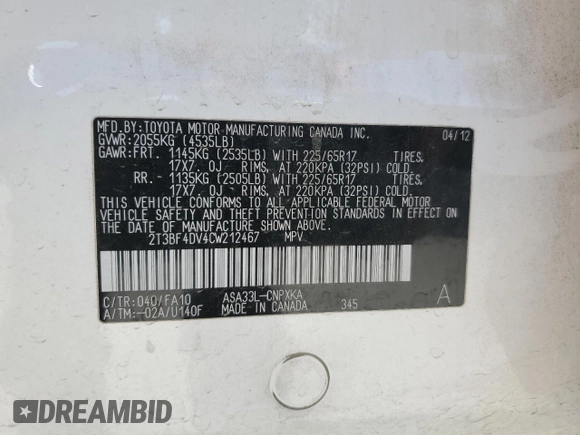 MFD. BY:TOYOTA MOTOR MANUFACTURING CANADA INC. 04/12
GVWR: 2055KG (4535LB)
GAWR: FRT. 1145KG (2535LB) WITH 225/65R17 TIRES,
17X7 0J RIMS, AT 220KPA (32PSI) COLD.
RR. - 1135KG (2505LB) WITH 225/65R17 TIRES,
17X7 0J - RIMS, AT 220KPA (32PSI) COLD.
THIS VEHICLE CONFORMS TO ALL APPLICABLE FEDERAL MOTOR
VEHICLE SAFETY AND THEFT PREVENTION STANDARDS IN EFFECT ON
THE DATE OF MANUFACTURE SHOWN ABOVE.
2T3BF4DV4CW212467 MPV
C/TR: 040/FA10 ASA33L-CNPXKA A
A/TM: -02A/U140F MADE IN CANADA 345
DREAMBID